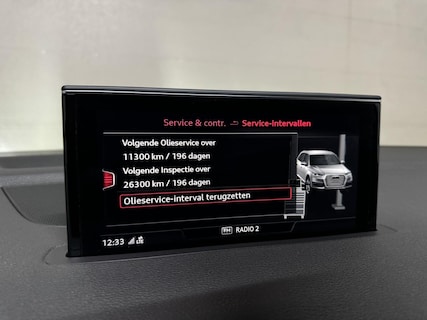 Service & contr. Service-intervallen
Volgende Olieservice over
11300 km / 196 dagen
Volgende Inspectie over
26300 km / 196 dagen
Olieservice-interval terugzetten
12:33 RADIO 2